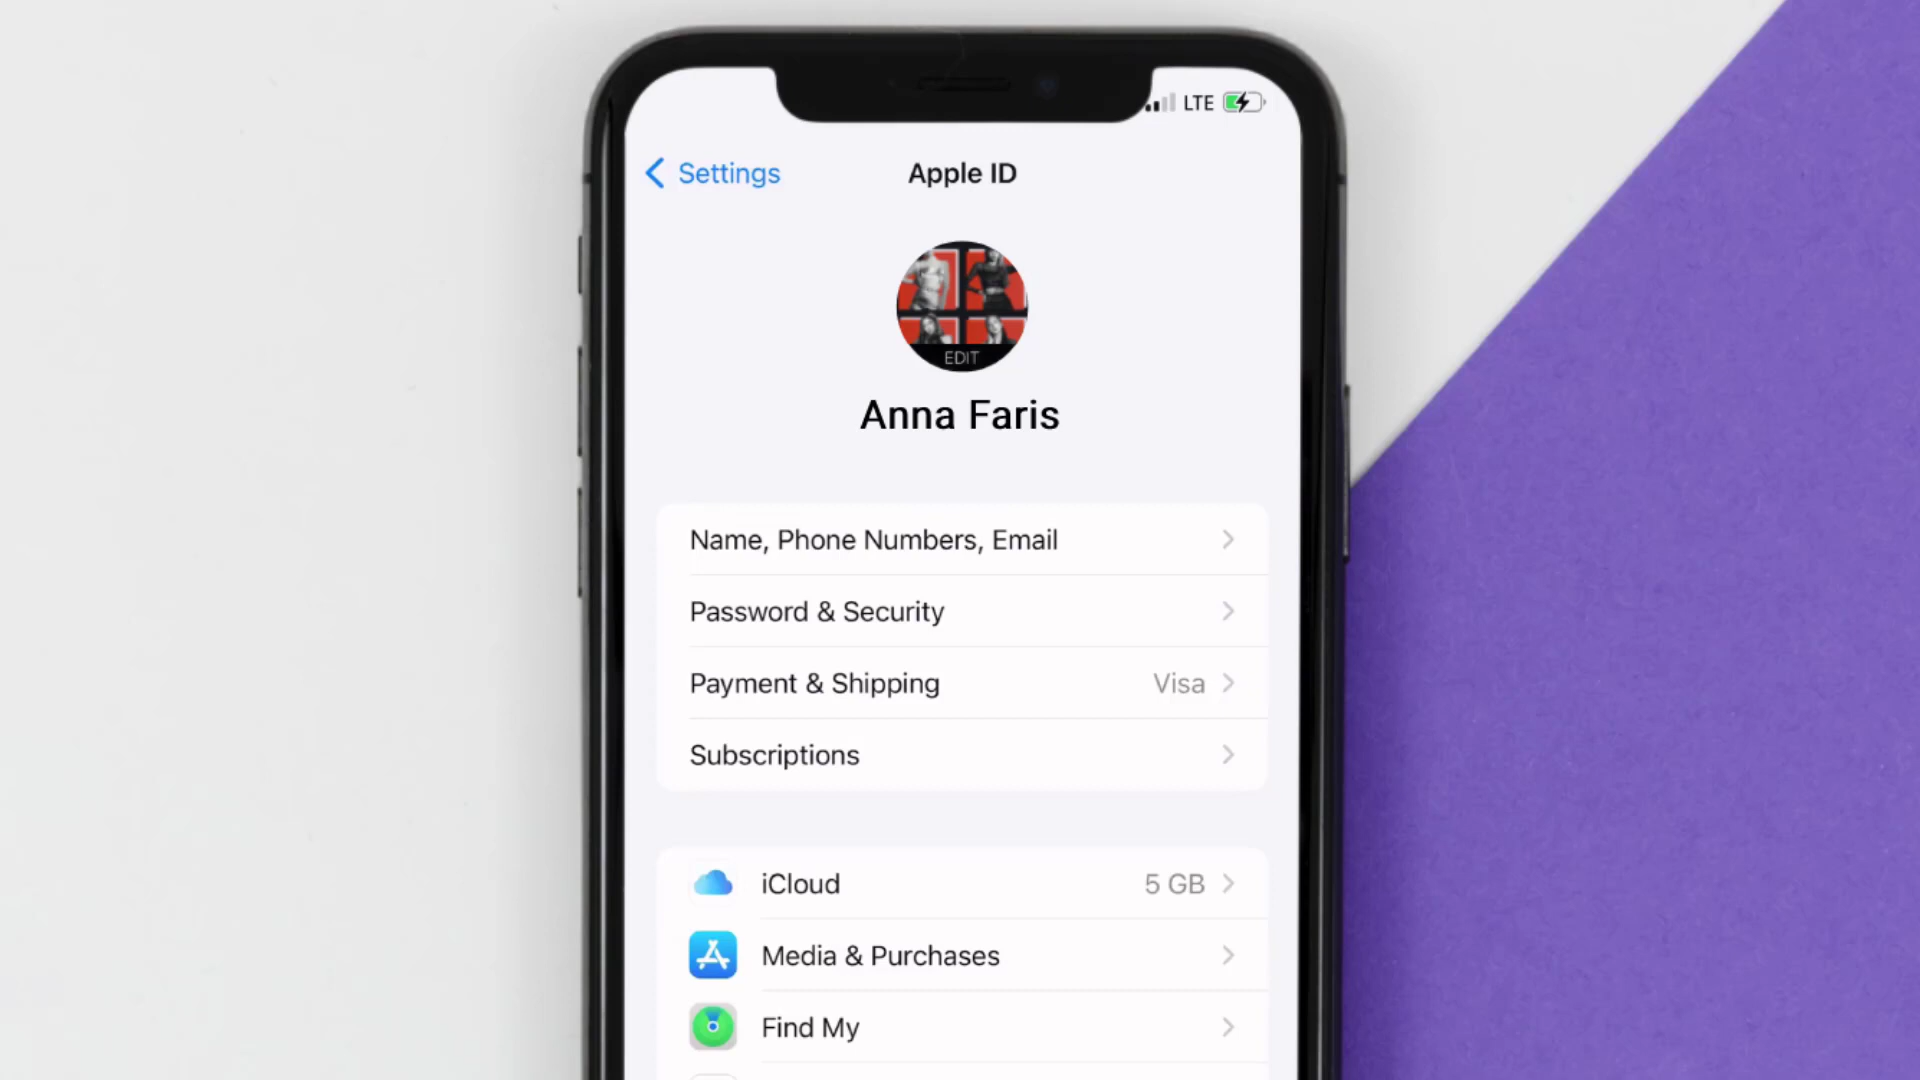 LTE
Settings
Apple ID
EDIT
Anna Faris
Name, Phone Numbers, Email
Password & Security
Payment & Shipping Visa
Subscriptions
iCloud 5 GB
Media & Purchases
Find My